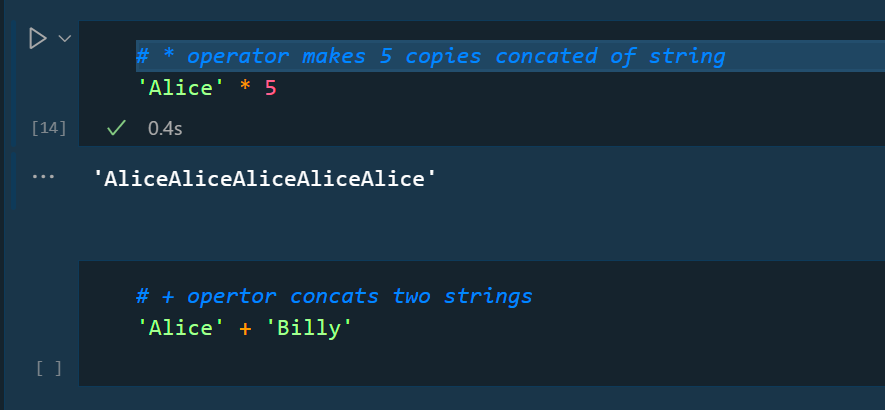 # * operator makes 5 copies concated of string
'Alice' * 5
[14]
0.4s
...
'AliceAliceAliceAliceAlice'
# + opertor concats two strings
'Alice' + 'Billy'
[ ]